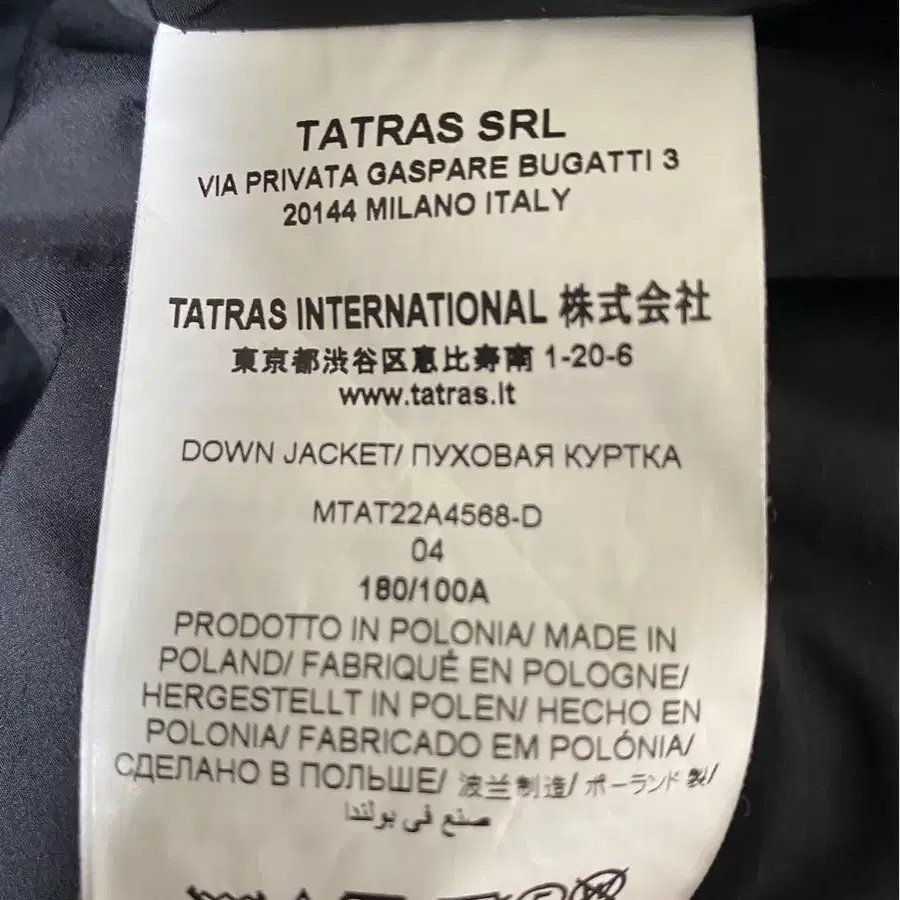 TATRAS SRL
VIA PRIVATA GASPARE BUGATTI 3
20144 MILANO ITALY
TATRAS INTERNATIONAL 株式会社
東京都渋谷区恵比寿南 1-20-6
www.tatras.it
DOWN JACKET/ ПУХОВАЯ КУРТКА
MTAT22A4568-D
04
180/100A
PRODOTTO IN POLONIA/ MADE IN
POLAND/ FABRIQUÉ EN POLOGNE/
HERGESTELLT IN POLEN/ HECHO EN
POLONIA/ FABRICADO EM POLÓNIA/
СДЕЛАНО В ПОЛЬШЕ/ 波兰制造/ ポーランド 製/
صنع في بولندا